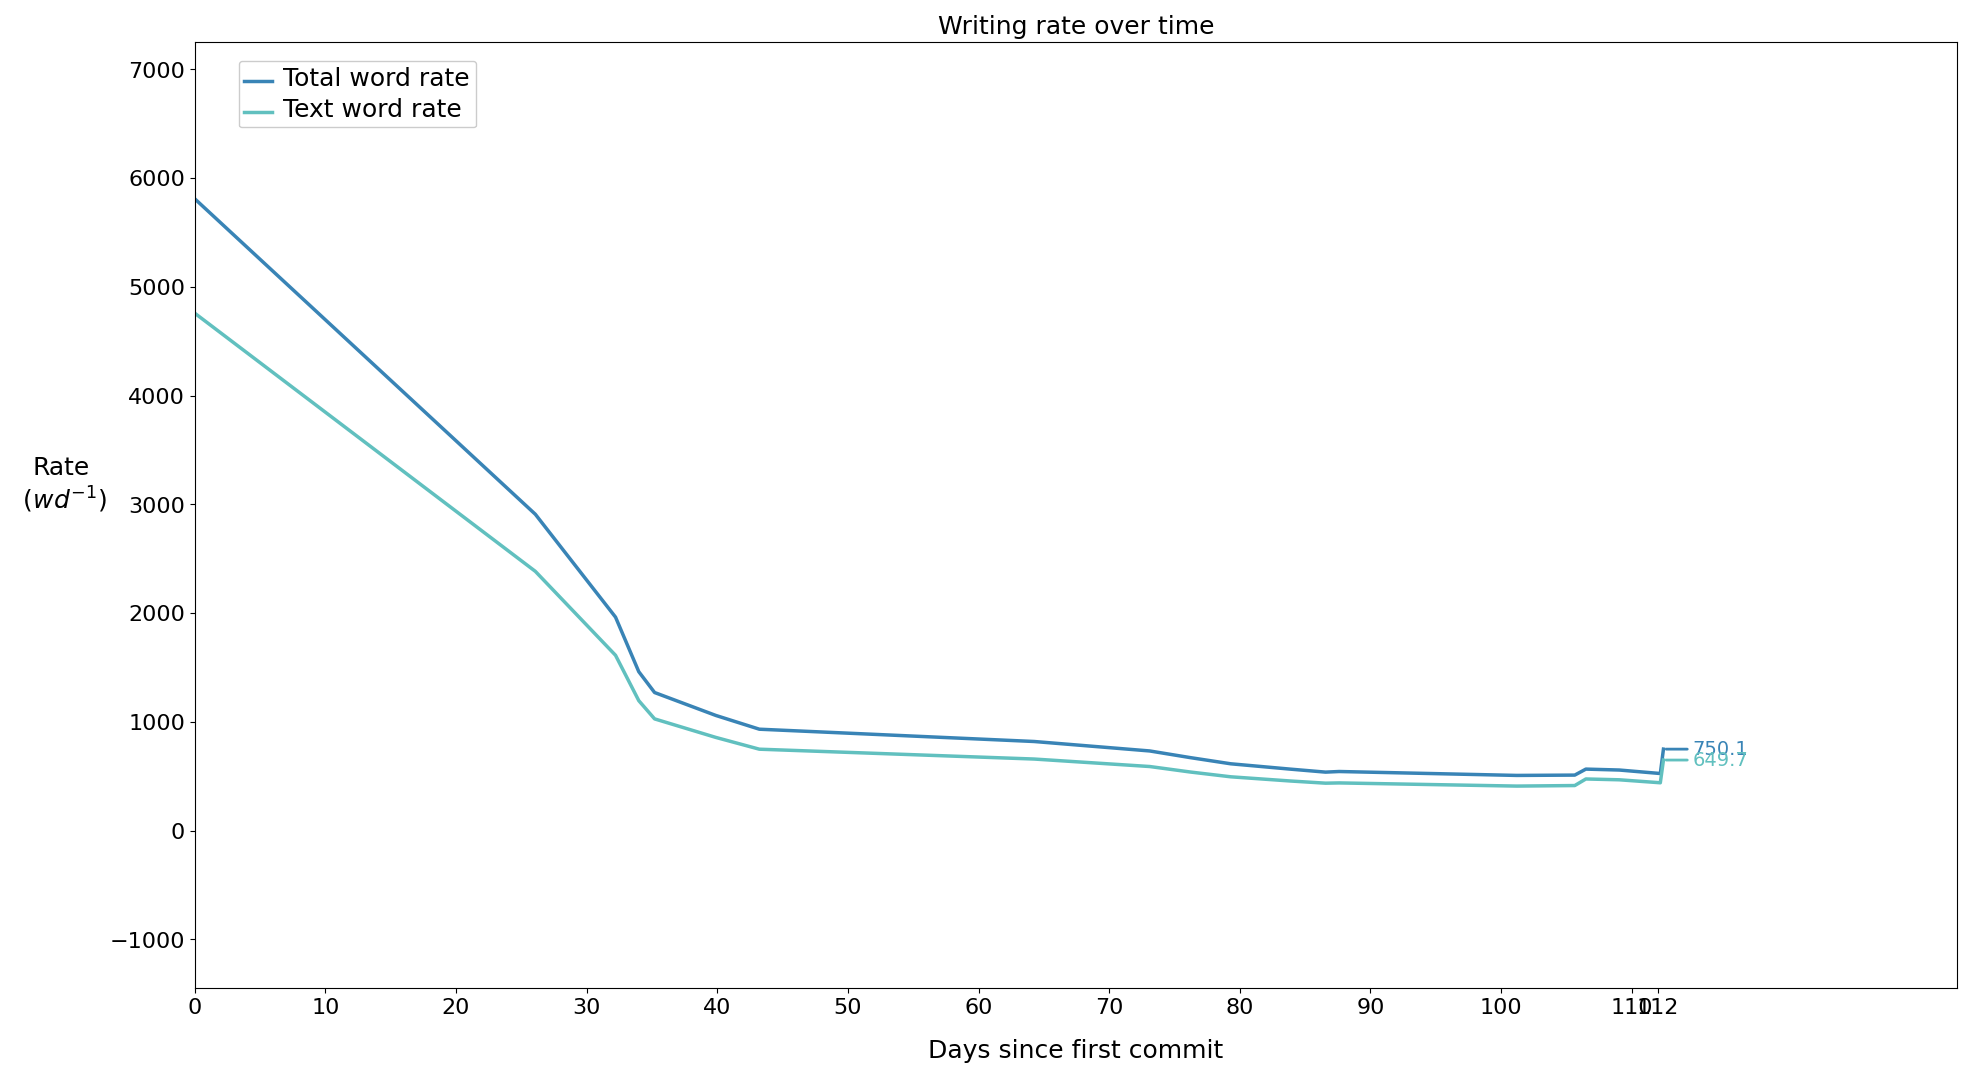 Writing rate over time
Total word rate
Text word rate
7000
6000
5000
4000
3000
2000
1000
0
−1000
Rate
(wd⁻¹)
750.1
649.7
0 10 20 30 40 50 60 70 80 90 100 110 112
Days since first commit